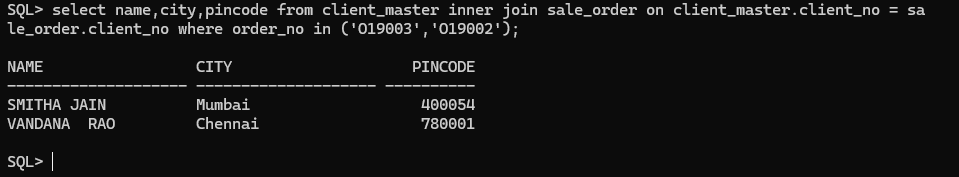 SQL> select name,city,pincode from client_master inner join sale_order on client_master.client_no = sa
le_order.client_no where order_no in ('O19003','O19002');
NAME                 CITY                    PINCODE
-------------------- -------------------- ----------
SMITHA JAIN          Mumbai                   400054
VANDANA  RAO         Chennai                  780001
SQL>